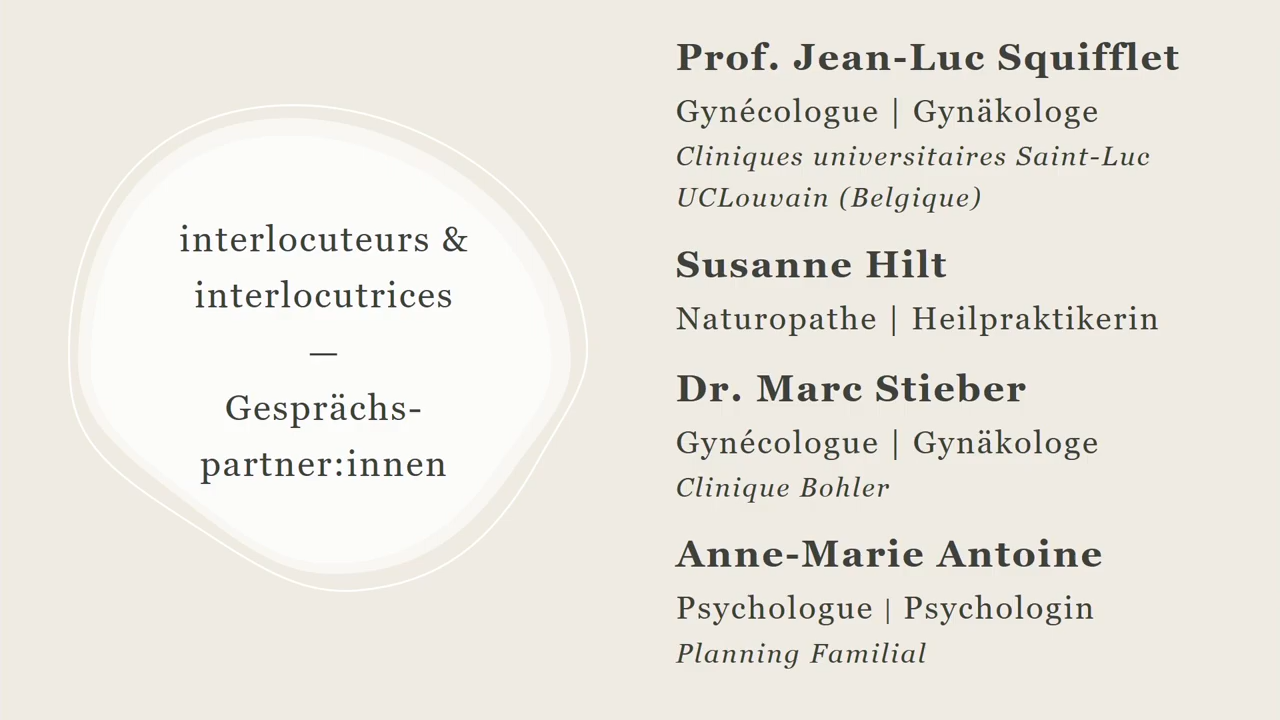 interlocuteurs &
interlocutrices
—
Gesprächs-
partner:innen
Prof. Jean-Luc Squifflet
Gynécologue | Gynäkologe
Cliniques universitaires Saint-Luc
UCLouvain (Belgique)
Susanne Hilt
Naturopathe | Heilpraktikerin
Dr. Marc Stieber
Gynécologue | Gynäkologe
Clinique Bohler
Anne-Marie Antoine
Psychologue | Psychologin
Planning Familial